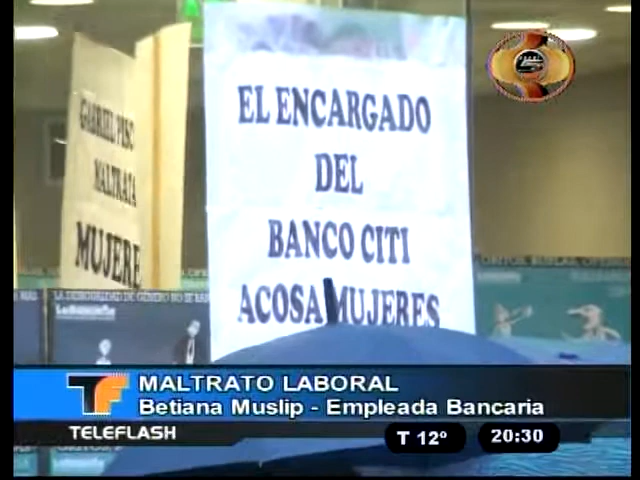 EL ENCARGADO
DEL
BANCO CITI
ACOSA MUJERES
GABRIEL
MALTRATA
MUJERE
MALTRATO LABORAL
Betiana Muslip - Empleada Bancaria
TELEFLASH
T 12º
20:30